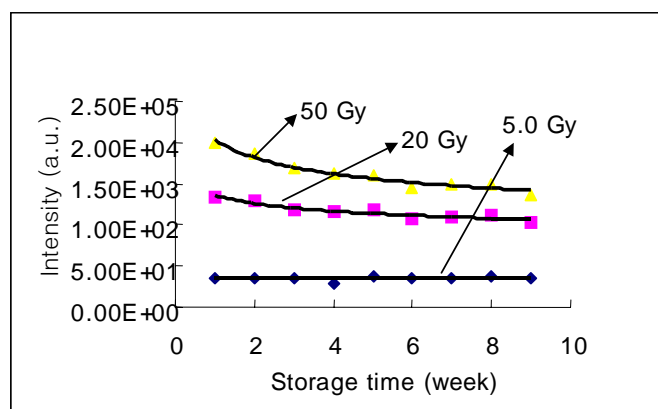 2.50E+05
50 Gy
5.0 Gy
2.00E+04
20 Gy
1.50E+03
1.00E+02
5.00E+01
0.00E+00
Intensity (a.u.)
0 2 4 6 8 10
Storage time (week)